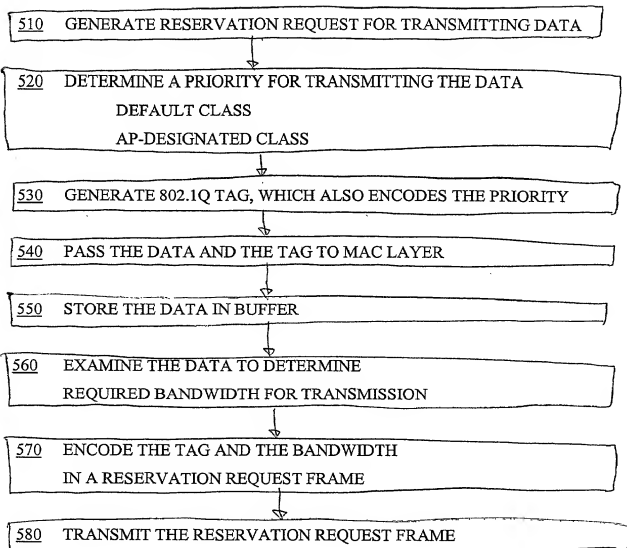 510 GENERATE RESERVATION REQUEST FOR TRANSMITTING DATA
520 DETERMINE A PRIORITY FOR TRANSMITTING THE DATA
DEFAULT CLASS
AP-DESIGNATED CLASS
530 GENERATE 802.1Q TAG, WHICH ALSO ENCODES THE PRIORITY
540 PASS THE DATA AND THE TAG TO MAC LAYER
550 STORE THE DATA IN BUFFER
560 EXAMINE THE DATA TO DETERMINE
REQUIRED BANDWIDTH FOR TRANSMISSION
570 ENCODE THE TAG AND THE BANDWIDTH
IN A RESERVATION REQUEST FRAME
580 TRANSMIT THE RESERVATION REQUEST FRAME